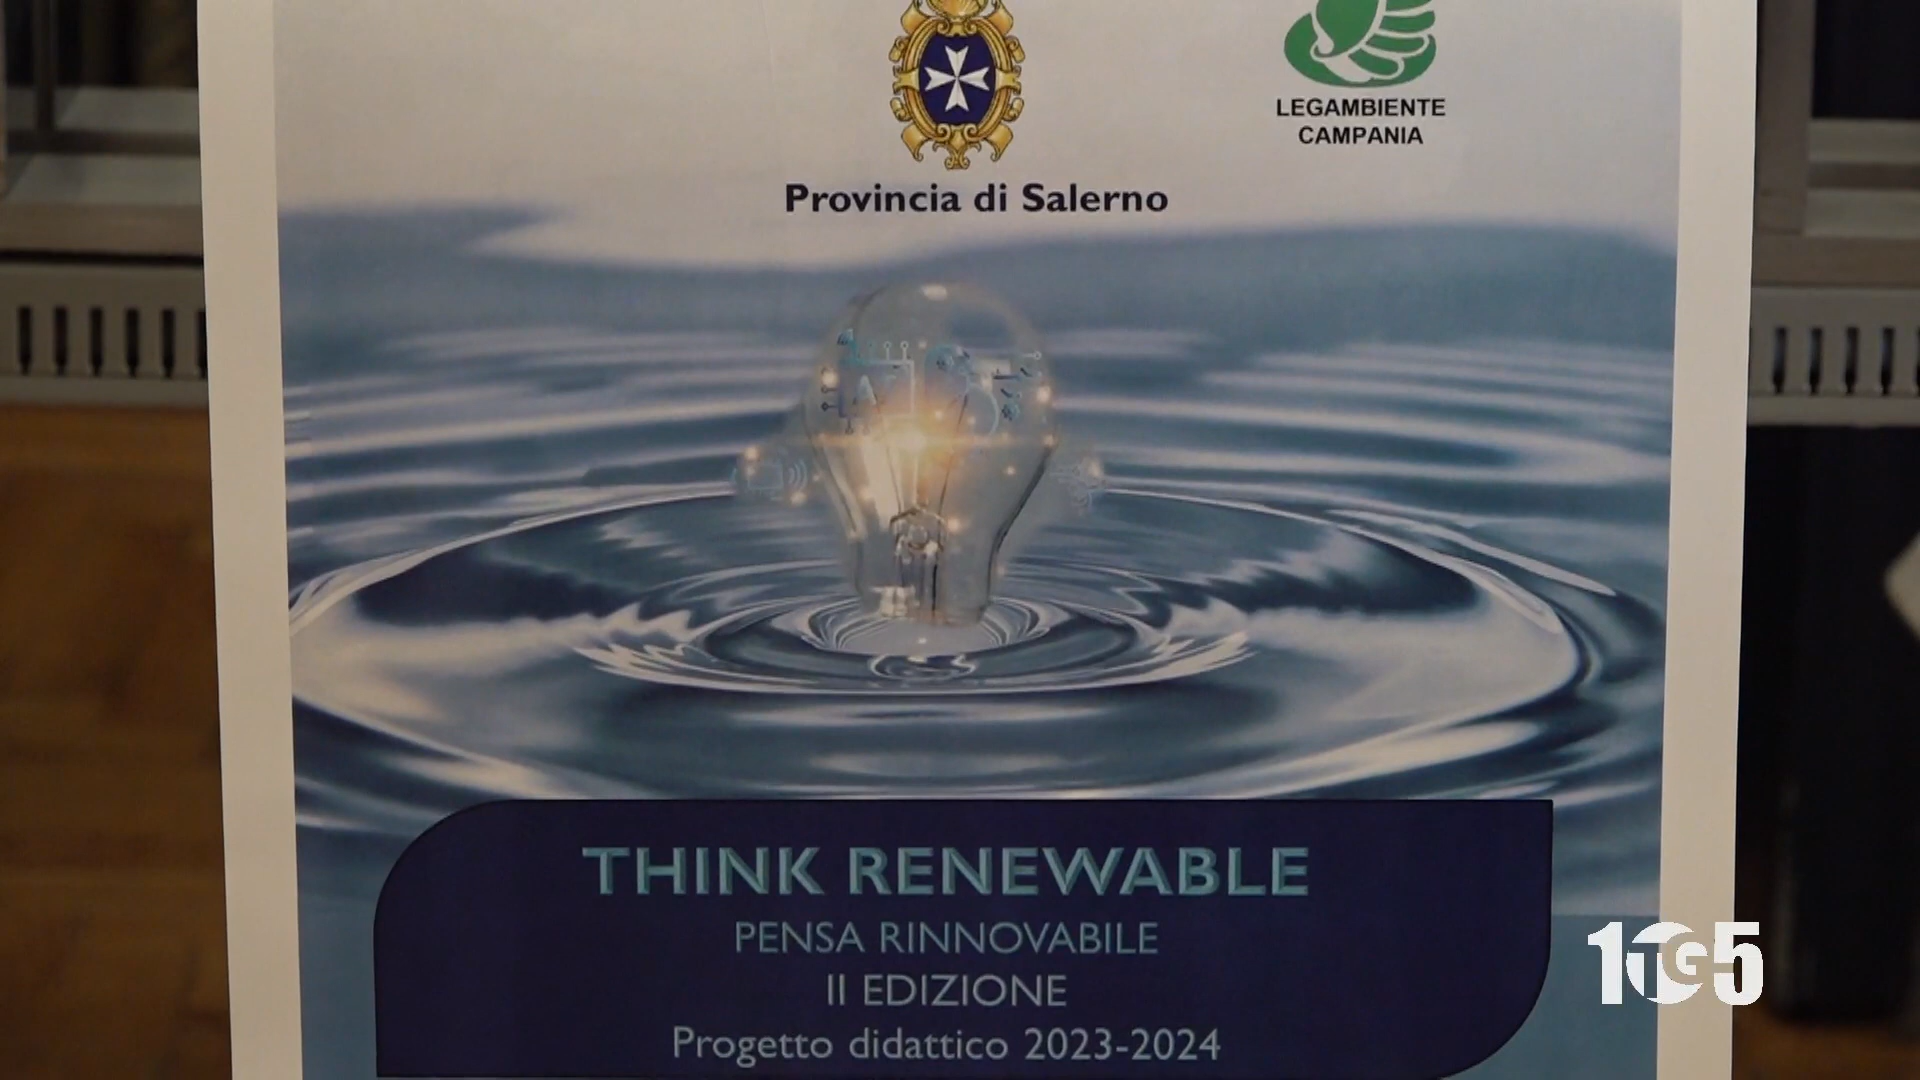 LEGAMBIENTE
CAMPANIA
Provincia di Salerno
THINK RENEWABLE
PENSA RINNOVABILE
II EDIZIONE
Progetto didattico 2023-2024
1TG5